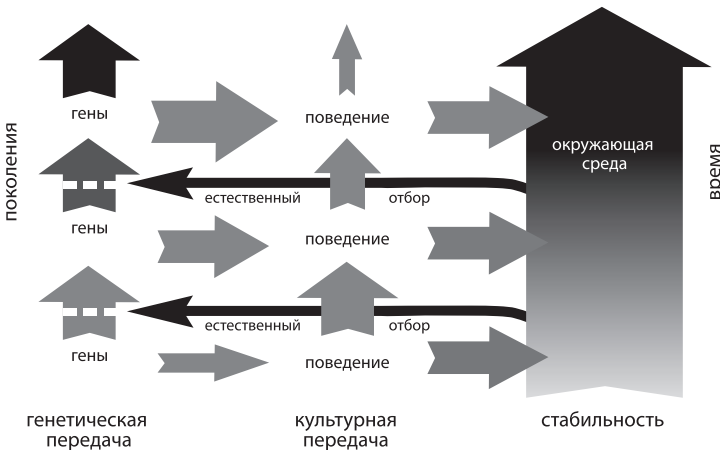 гены
поведение
окружающая
среда
поколения
время
естественный отбор
гены
поведение
естественный отбор
гены
поведение
генетическая
передача
культурная
передача
стабильность